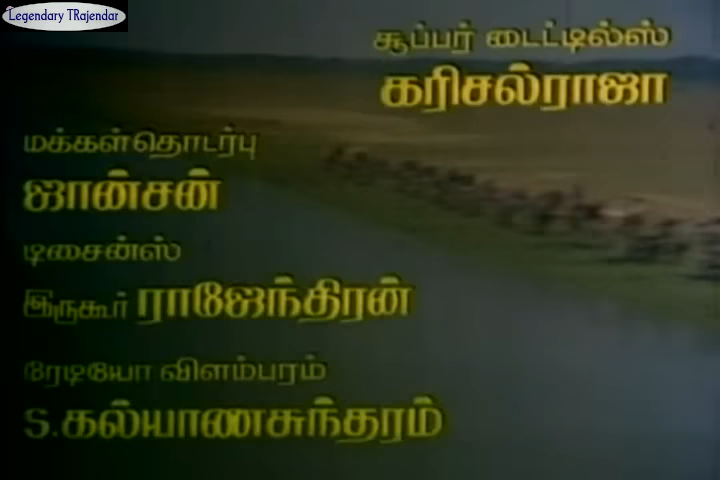 Legendary TRajendar
சூப்பர் டைட்டில்ஸ்
கரிசல்ராஜா
மக்கள்தொடர்பு
ஜான்சன்
டிசைன்ஸ்
இருகூர் ராஜேந்திரன்
ரேடியோ விளம்பரம்
S.கல்யாணசுந்தரம்